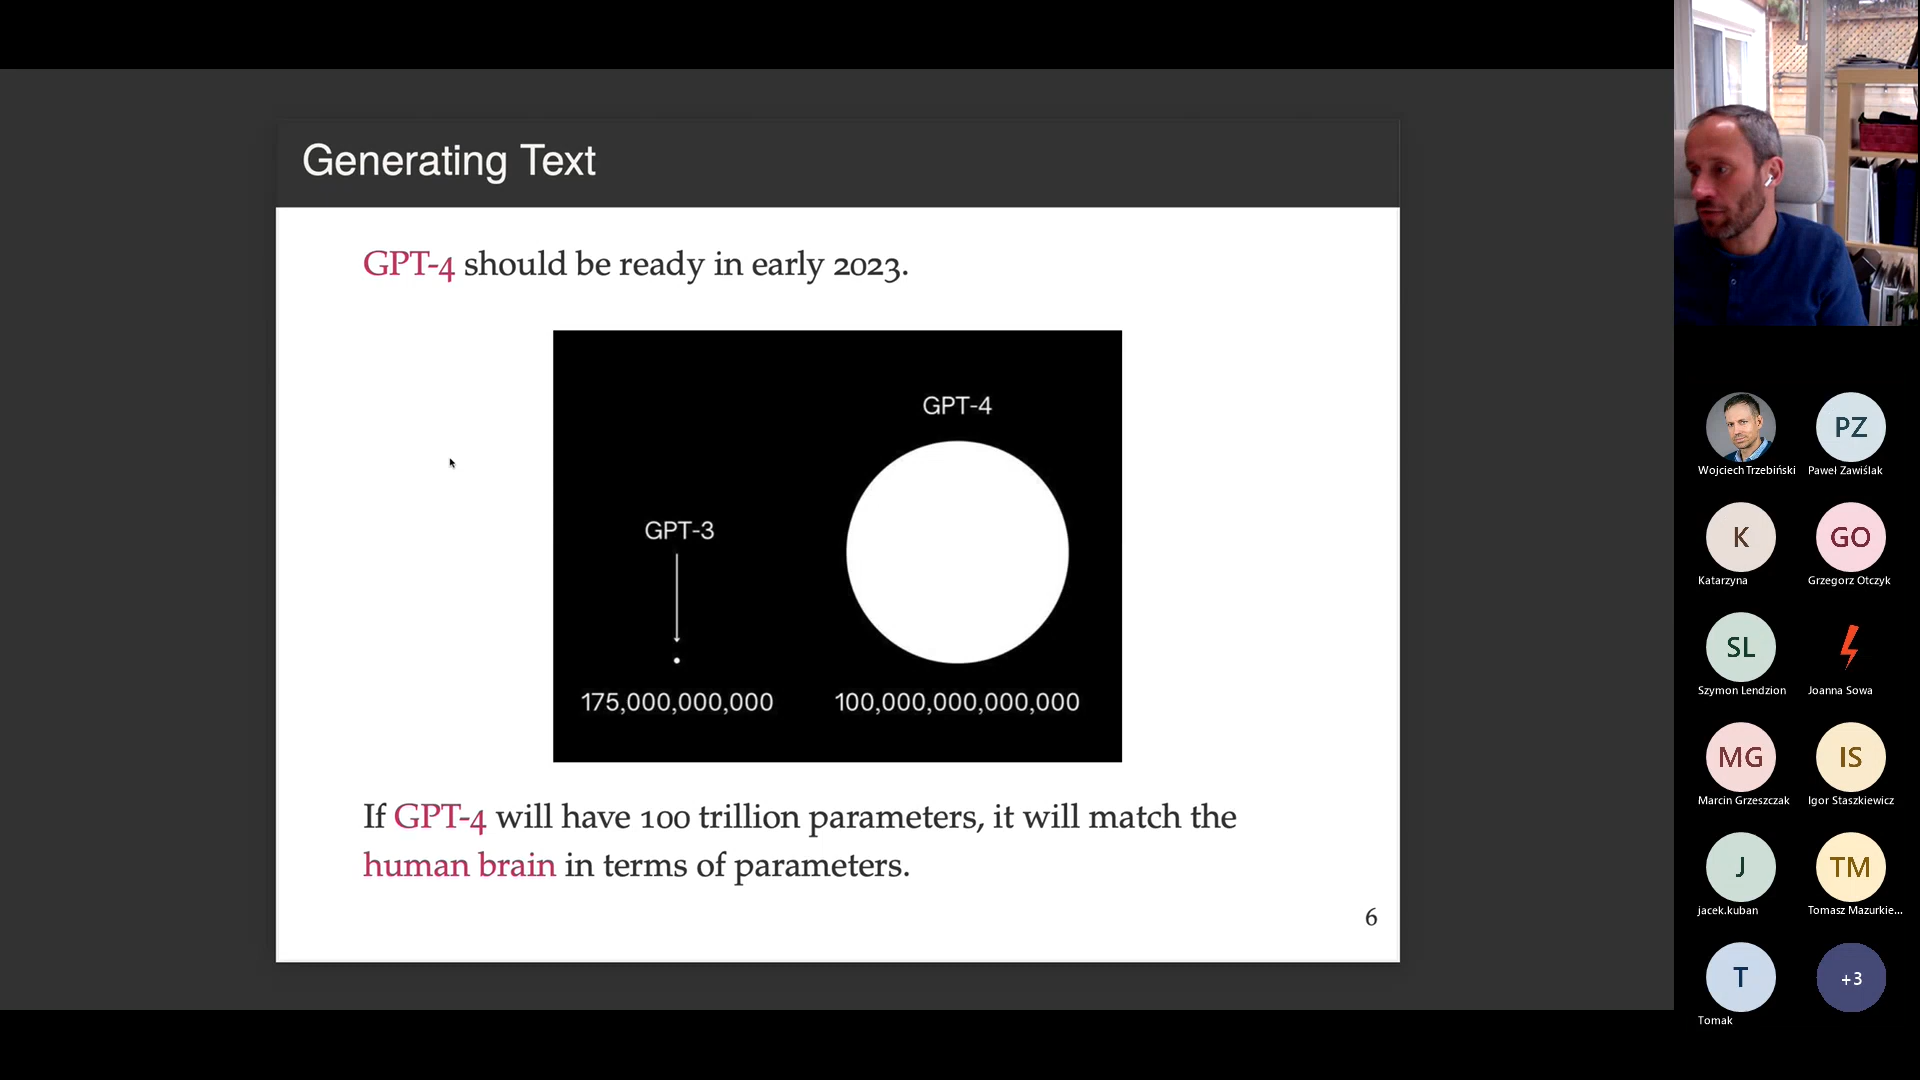 Generating Text
GPT-4 should be ready in early 2023.
GPT-4
GPT-3
175,000,000,000
100,000,000,000,000
If GPT-4 will have 100 trillion parameters, it will match the
human brain in terms of parameters.
6
PZ
Wojciech Trzebiński
Paweł Zawiślak
K
GO
Katarzyna
Grzegorz Otczyk
SL
Szymon Lendzion
Joanna Sowa
MG
IS
Marcin Grzeszczak
Igor Staszkiewicz
J
TM
jacek.kuban
Tomasz Mazurkie...
T
+3
Tomak